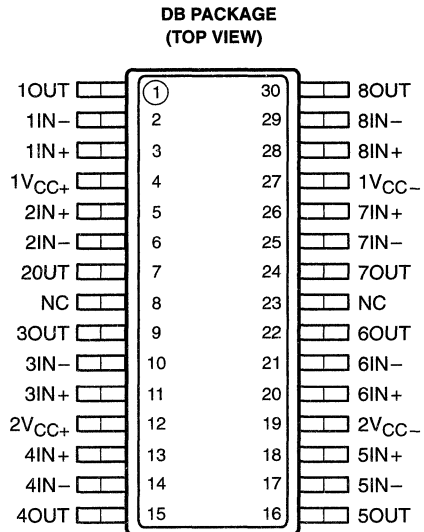 DB PACKAGE
(TOP VIEW)
1OUT 1 30 8OUT
1IN− 2 29 8IN−
1IN+ 3 28 8IN+
1VCC+ 4 27 1VCC−
2IN+ 5 26 7IN+
2IN− 6 25 7IN−
20UT 7 24 7OUT
NC 8 23 NC
3OUT 9 22 6OUT
3IN− 10 21 6IN−
3IN+ 11 20 6IN+
2VCC+ 12 19 2VCC−
4IN+ 13 18 5IN+
4IN− 14 17 5IN−
4OUT 15 16 5OUT